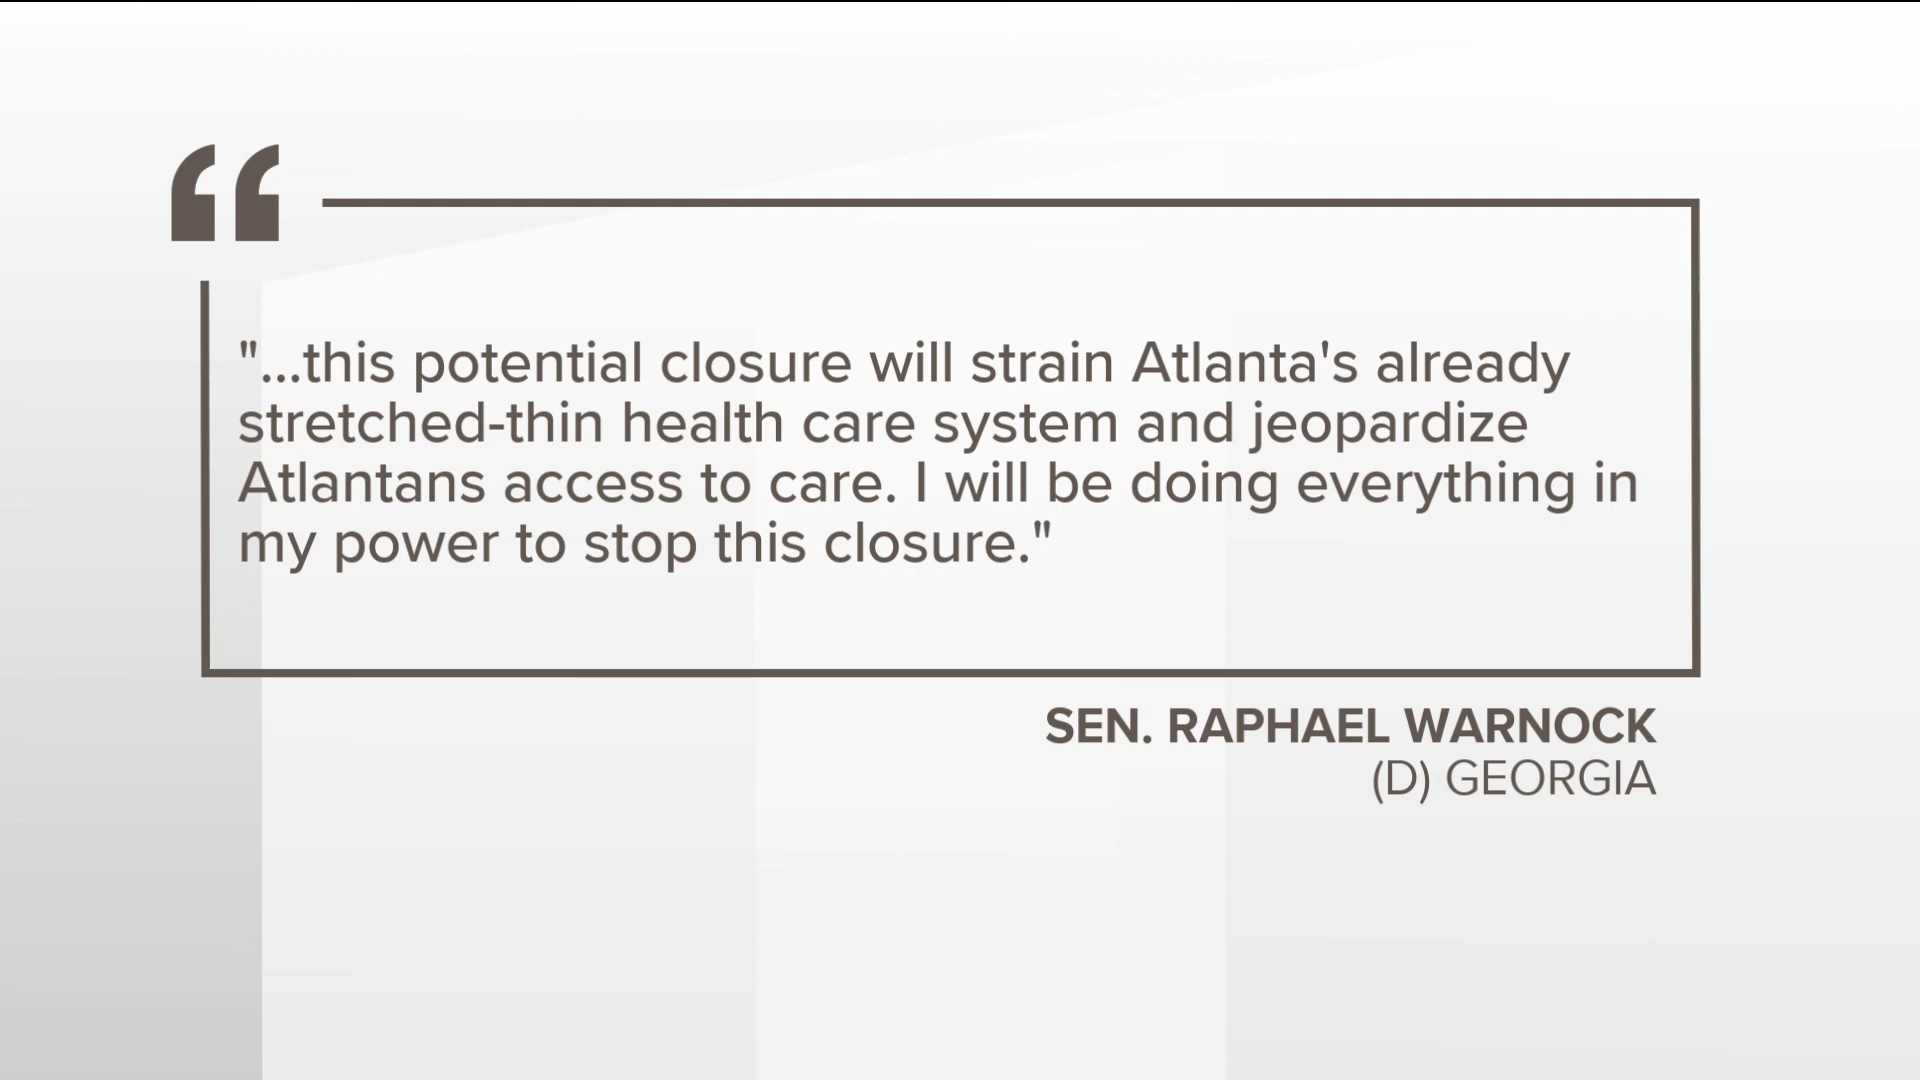 "...this potential closure will strain Atlanta's already
stretched-thin health care system and jeopardize
Atlantans access to care. I will be doing everything in
my power to stop this closure."
SEN. RAPHAEL WARNOCK
(D) GEORGIA